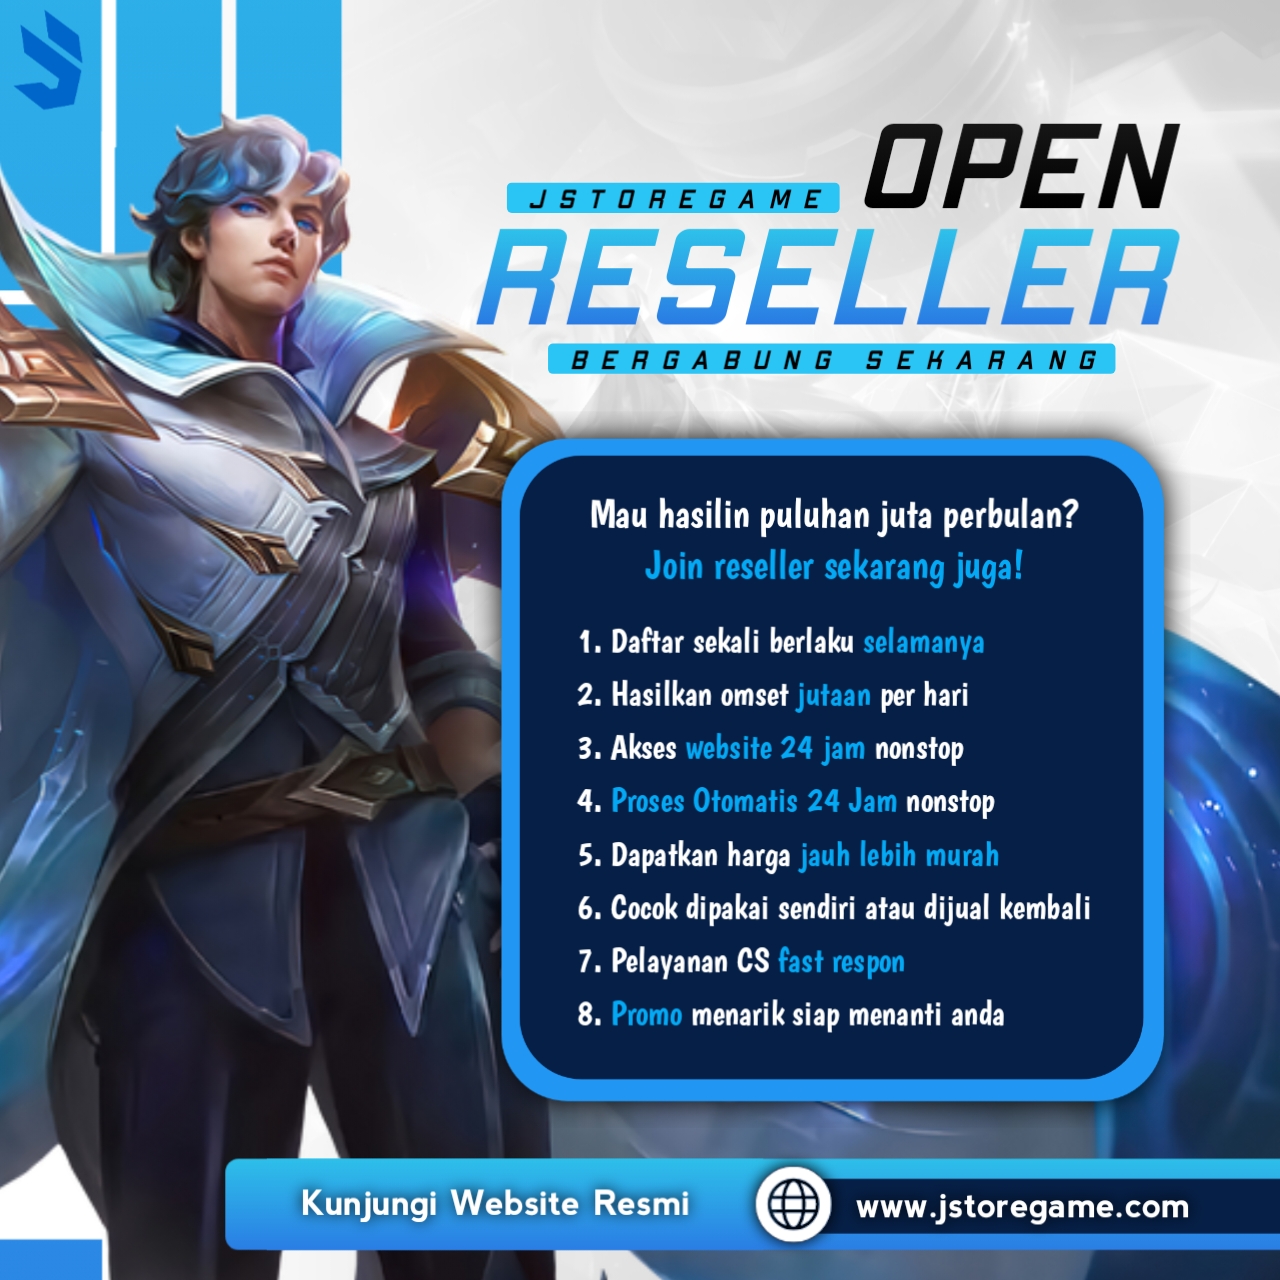 JSTOREGAME OPEN
RESELLER
BERGABUNG SEKARANG
Mau hasilin puluhan juta perbulan?
Join reseller sekarang juga!
1. Daftar sekali berlaku selamanya
2. Hasilkan omset jutaan per hari
3. Akses website 24 jam nonstop
4. Proses Otomatis 24 Jam nonstop
5. Dapatkan harga jauh lebih murah
6. Cocok dipakai sendiri atau dijual kembali
7. Pelayanan CS fast respon
8. Promo menarik siap menanti anda
Kunjungi Website Resmi
www.jstoregame.com